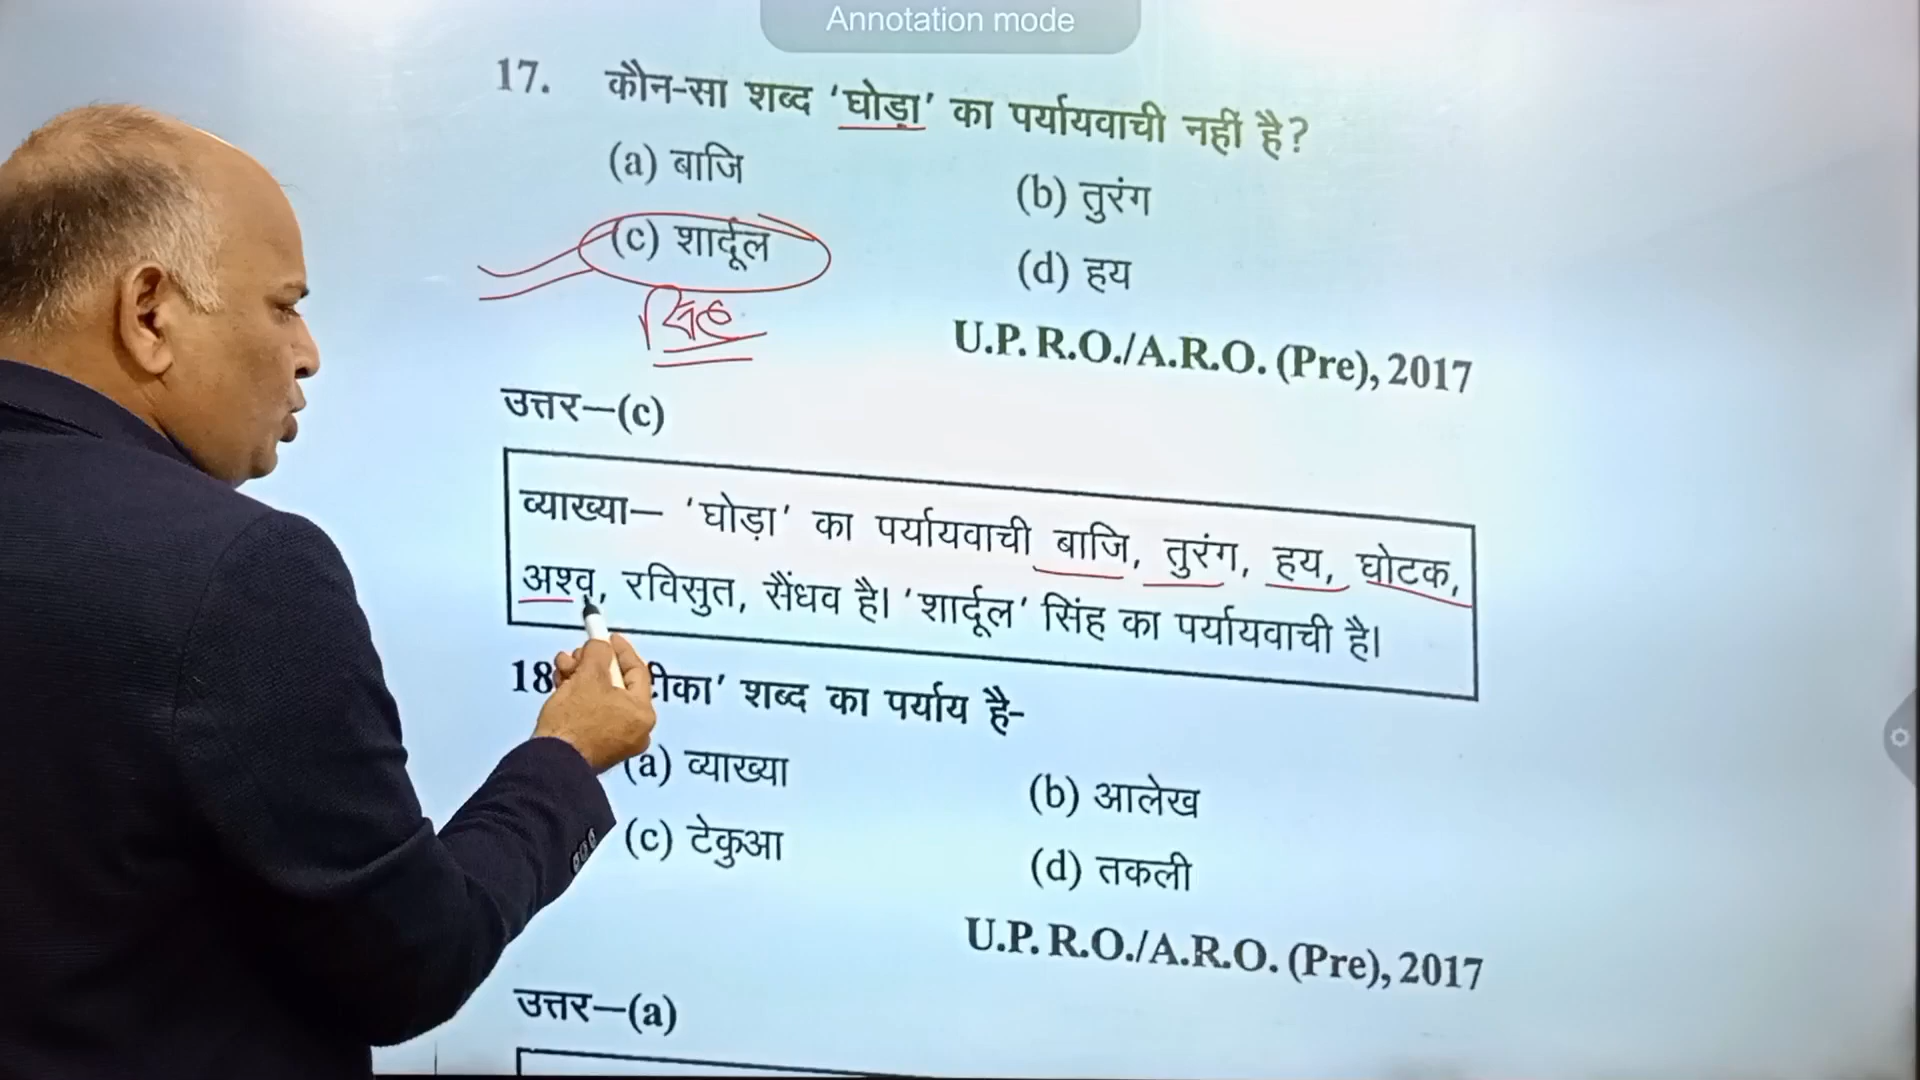 Annotation mode
17. कौन-सा शब्द ‘घोड़ा’ का पर्यायवाची नहीं है?
(a) बाजि
(b) तुरंग
(c) शार्दूल
(d) हय
सिंह
U.P. R.O./A.R.O. (Pre), 2017
उत्तर—(c)
व्याख्या— ‘घोड़ा’ का पर्यायवाची बाजि, तुरंग, हय, घोटक,
अश्व, रविसुत, सैंधव है। ‘शार्दूल’ सिंह का पर्यायवाची है।
18 शब्द का पर्याय है-
(a) व्याख्या
(b) आलेख
(c) टेकुआ
(d) तकली
U.P. R.O./A.R.O. (Pre), 2017
उत्तर—(a)